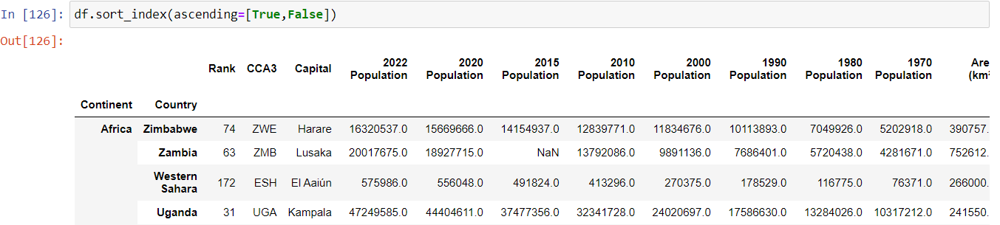 In [126]: df.sort_index(ascending=[True,False])
Out[126]:
Rank CCA3 Capital 2022 Population 2020 Population 2015 Population 2010 Population 2000 Population 1990 Population 1980 Population 1970 Population Are (km²
Continent Country
Africa Zimbabwe 74 ZWE Harare 16320537.0 15669666.0 14154937.0 12839771.0 11834676.0 10113893.0 7049926.0 5202918.0 390757.
Zambia 63 ZMB Lusaka 20017675.0 18927715.0 NaN 13792086.0 9891136.0 7686401.0 5720438.0 4281671.0 752612.
Western Sahara 172 ESH El Aaiún 575986.0 556048.0 491824.0 413296.0 270375.0 178529.0 116775.0 76371.0 266000.
Uganda 31 UGA Kampala 47249585.0 44404611.0 37477356.0 32341728.0 24020697.0 17586630.0 13284026.0 10317212.0 241550.